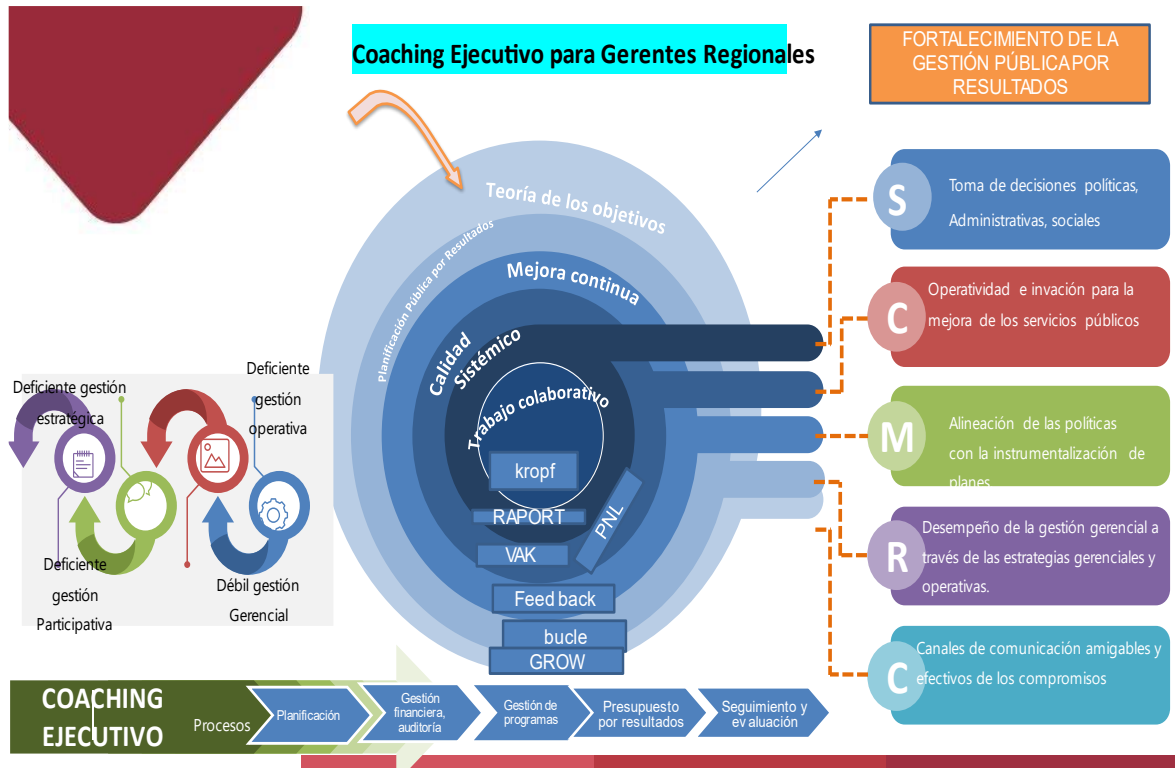 Coaching Ejecutivo para Gerentes Regionales
FORTALECIMIENTO DE LA
GESTIÓN PÚBLICA POR
RESULTADOS
Teoría de los objetivos
Planificación Pública por Resultados
Mejora continua
Calidad
Sistémico
Trabajo colaborativo
kropf
RAPORT
PNL
VAK
Feed back
bucle
GROW
S
Toma de decisiones políticas,
Administrativas, sociales
C
Operatividad e invación para la
mejora de los servicios públicos
M
Alineación de las políticas
con la instrumentalización de
planes
R
Desempeño de la gestión gerencial a
través de las estrategias gerenciales y
operativas.
C
Canales de comunicación amigables y
efectivos de los compromisos
Deficiente gestión
estratégica
Deficiente
gestión
operativa
Deficiente
gestión
Participativa
Débil gestión
Gerencial
COACHING
EJECUTIVO
Procesos
Planificación
Gestión
financiera,
auditoría
Gestión de
programas
Presupuesto
por resultados
Seguimiento y
evaluación